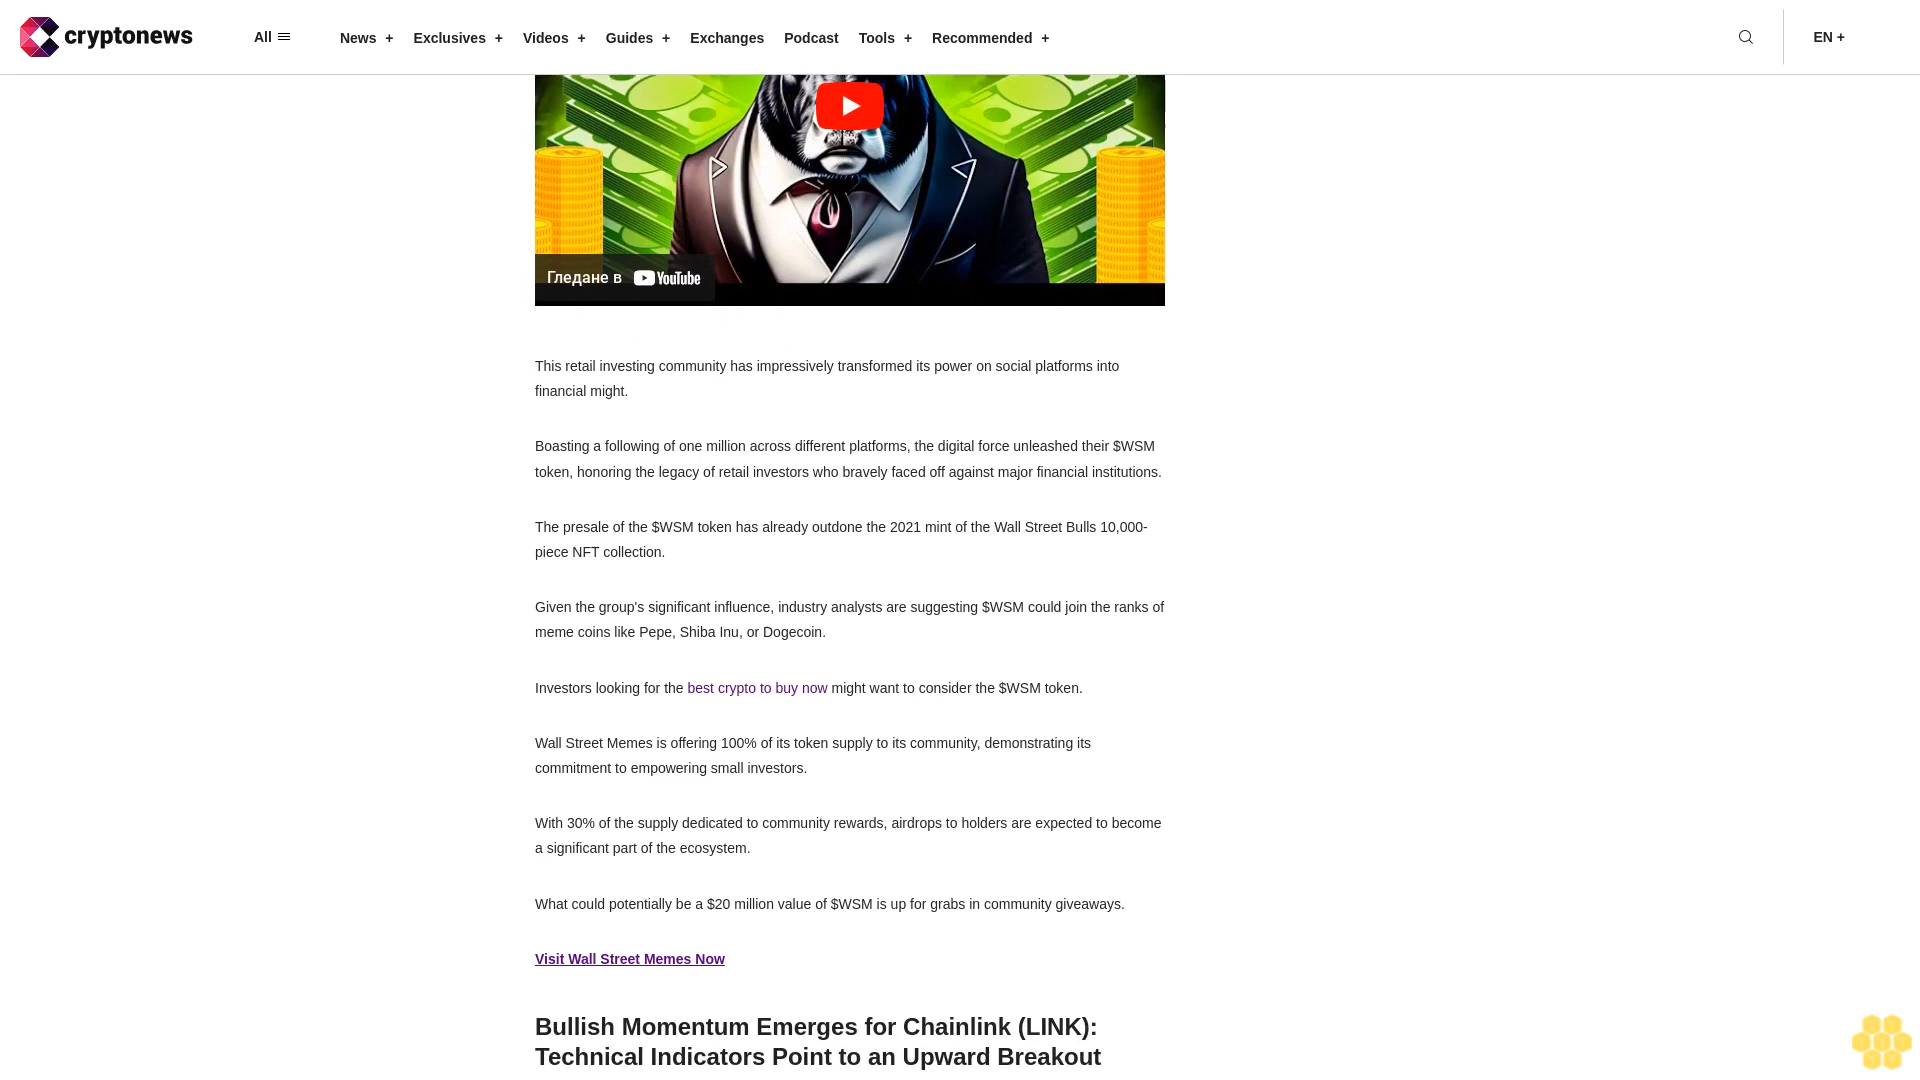 cryptonews
All
News +
Exclusives +
Videos +
Guides +
Exchanges
Podcast
Tools +
Recommended +
EN +
Гледане в YouTube
This retail investing community has impressively transformed its power on social platforms into
financial might.
Boasting a following of one million across different platforms, the digital force unleashed their $WSM
token, honoring the legacy of retail investors who bravely faced off against major financial institutions.
The presale of the $WSM token has already outdone the 2021 mint of the Wall Street Bulls 10,000-
piece NFT collection.
Given the group's significant influence, industry analysts are suggesting $WSM could join the ranks of
meme coins like Pepe, Shiba Inu, or Dogecoin.
Investors looking for the best crypto to buy now might want to consider the $WSM token.
Wall Street Memes is offering 100% of its token supply to its community, demonstrating its
commitment to empowering small investors.
With 30% of the supply dedicated to community rewards, airdrops to holders are expected to become
a significant part of the ecosystem.
What could potentially be a $20 million value of $WSM is up for grabs in community giveaways.
Visit Wall Street Memes Now
Bullish Momentum Emerges for Chainlink (LINK):
Technical Indicators Point to an Upward Breakout